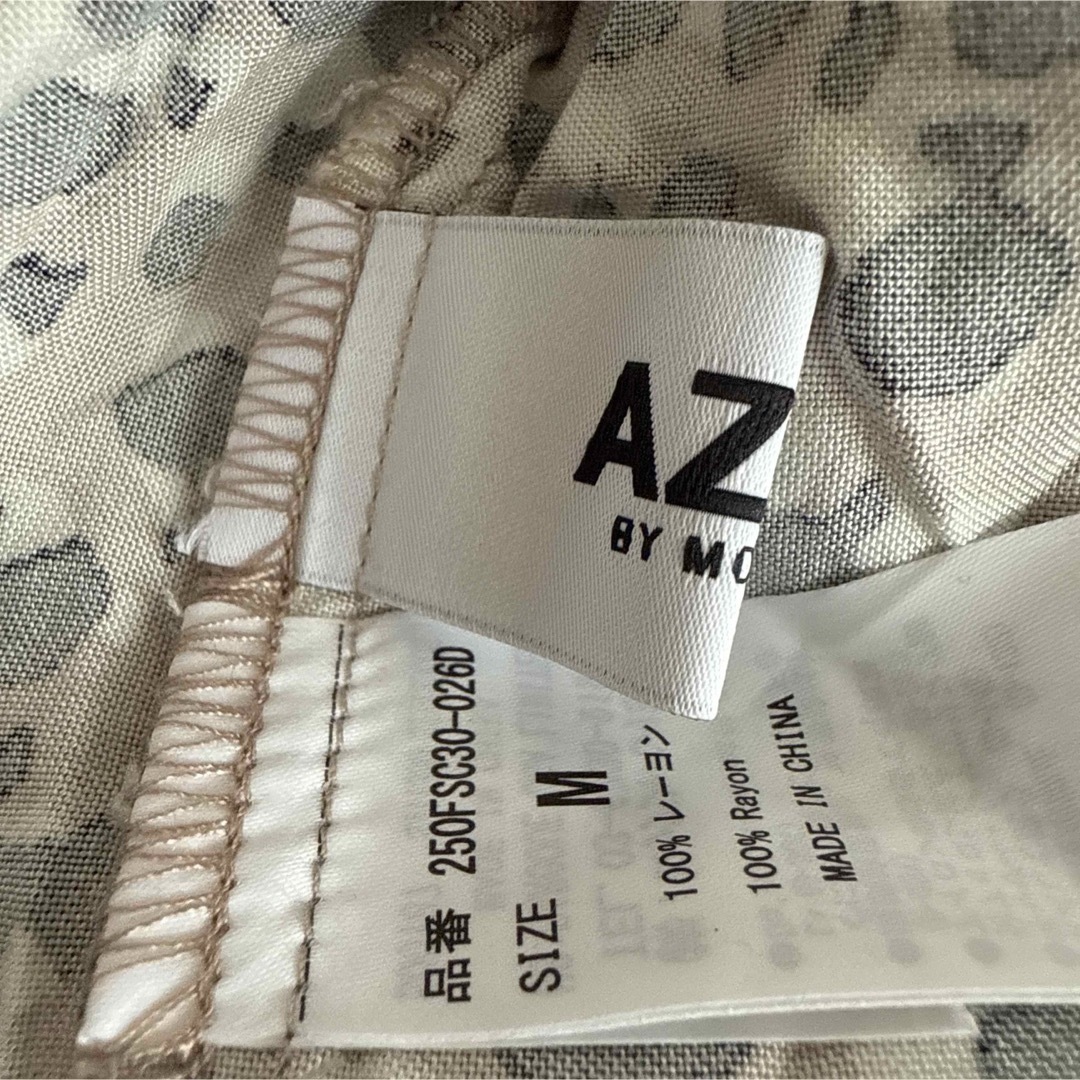 AZ
BY MO
品番 250FSC30-026D
SIZE M
100% レーヨン
100% Rayon
MADE IN CHINA